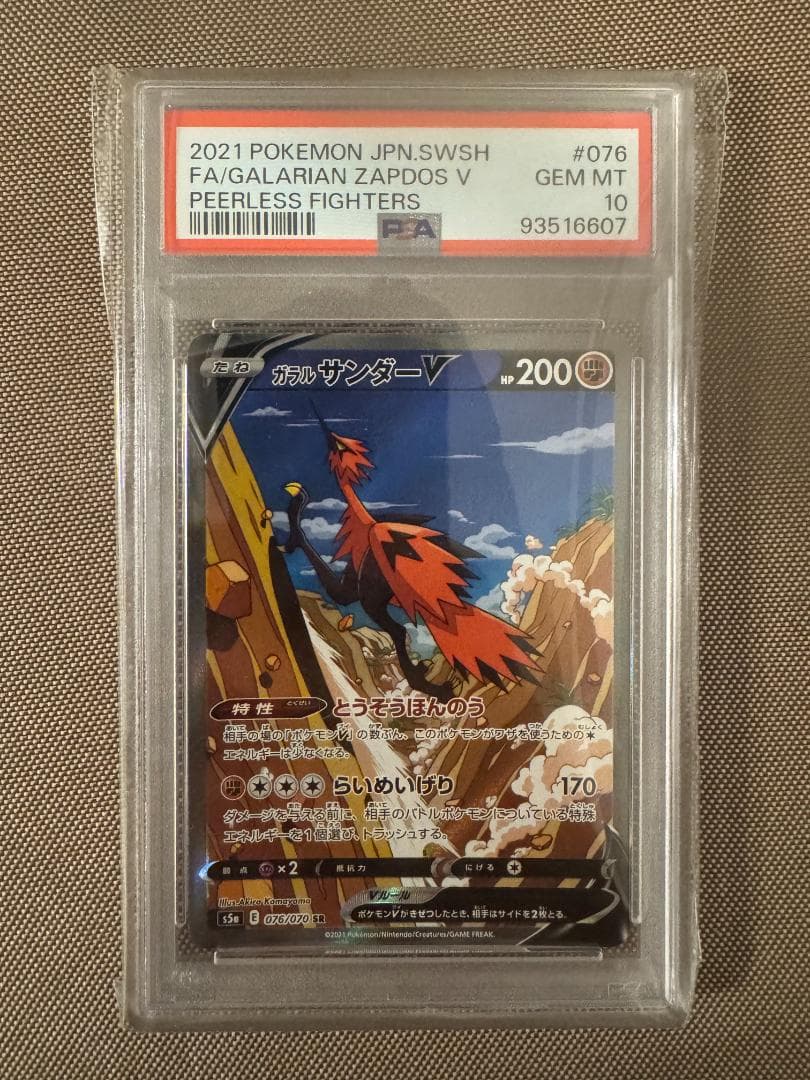 2021 POKEMON JPN.SWSH #076
FA/GALARIAN ZAPDOS V GEM MT
PEERLESS FIGHTERS 10
PSA 93516607
たね ガラル サンダーV HP 200
特性 とくせい とうそうほんのう
相手の場の「ポケモンV」の数ぶん、このポケモンがワザを使うための
エネルギーは少なくなる。
らいめいげり 170
ダメージを与える前に、相手のバトルポケモンについている特殊
エネルギーを1個選び、トラッシュする。
弱点 ×2 抵抗力 にげる
Illus. Akira Komayama
Vルール
s5a E 076/070 SR
ポケモンVがきぜつしたとき、相手はサイドを2枚とる。
©2021 Pokémon/Nintendo/Creatures/GAME FREAK.